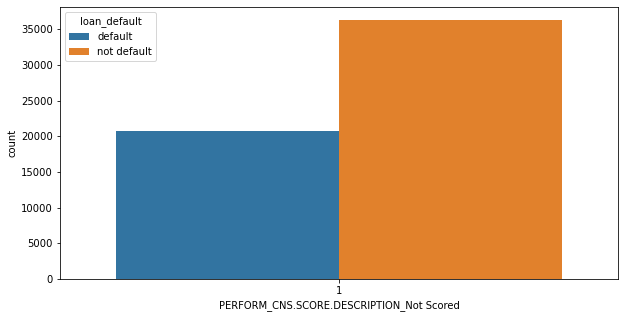 loan_default
default
not default
35000
30000
25000
20000
15000
10000
5000
0
count
1
PERFORM_CNS.SCORE.DESCRIPTION_Not Scored